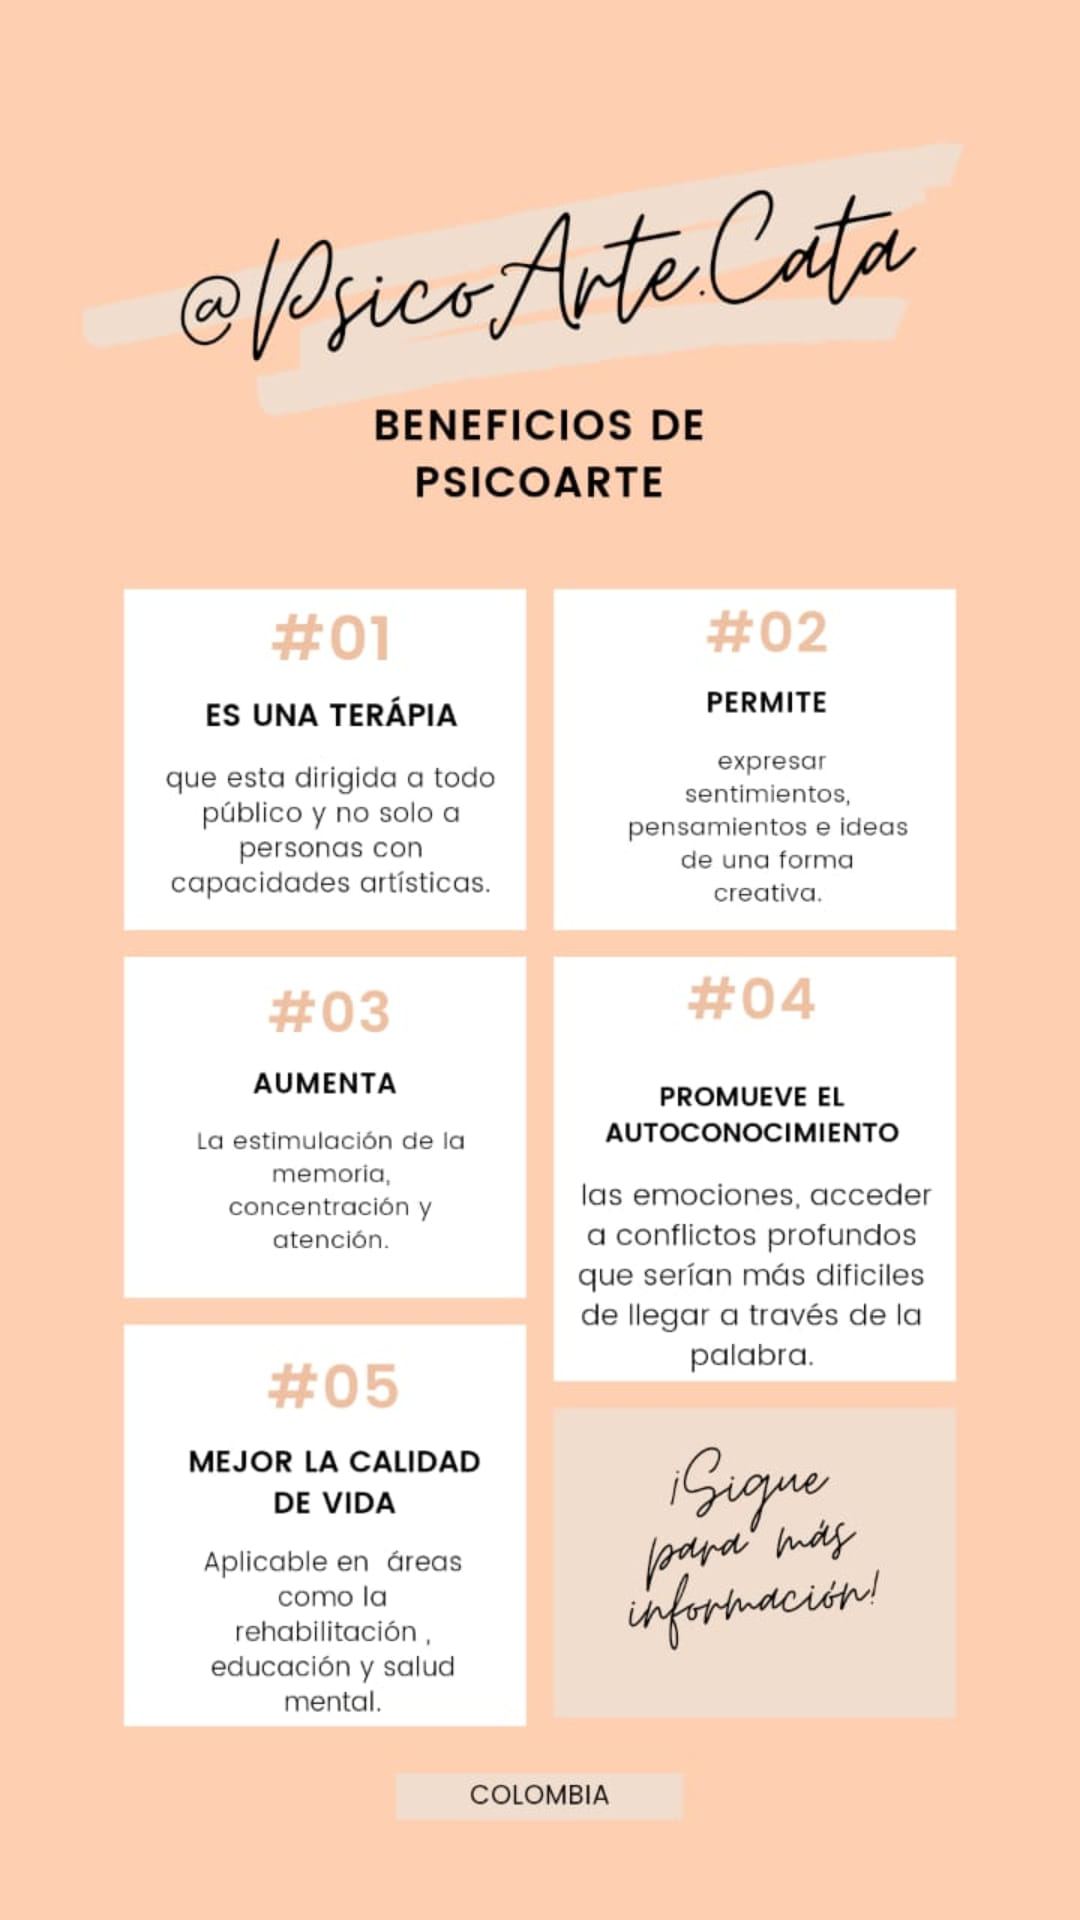 @PsicoArte.Cata
BENEFICIOS DE
PSICOARTE
#01
ES UNA TERÁPIA
que esta dirigida a todo
público y no solo a
personas con
capacidades artísticas.
#02
PERMITE
expresar
sentimientos,
pensamientos e ideas
de una forma
creativa.
#03
AUMENTA
La estimulación de la
memoria,
concentración y
atención.
#04
PROMUEVE EL
AUTOCONOCIMIENTO
las emociones, acceder
a conflictos profundos
que serían más dificiles
de llegar a través de la
palabra.
#05
MEJOR LA CALIDAD
DE VIDA
Aplicable en  áreas
como la
rehabilitación ,
educación y salud
mental.
¡Sigue
para más
información!
COLOMBIA